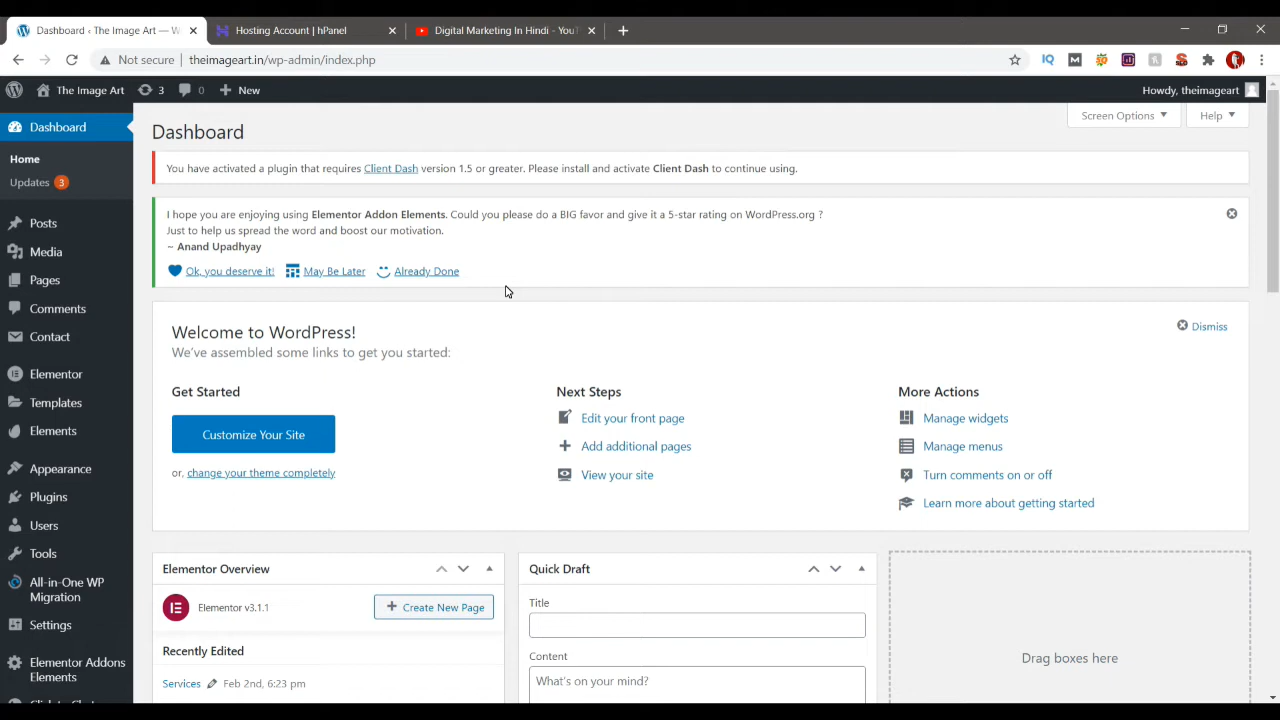 Dashboard ‹ The Image Art — W
Hosting Account | hPanel
Digital Marketing In Hindi - YouT
Not secure
theimageart.in/wp-admin/index.php
The Image Art
3
0
New
Howdy, theimageart
Dashboard
Home
Updates 3
Posts
Media
Pages
Comments
Contact
Elementor
Templates
Elements
Appearance
Plugins
Users
Tools
All-in-One WP
Migration
Settings
Elementor Addons
Elements
Screen Options
Help
Dashboard
You have activated a plugin that requires Client Dash version 1.5 or greater. Please install and activate Client Dash to continue using.
I hope you are enjoying using Elementor Addon Elements. Could you please do a BIG favor and give it a 5-star rating on WordPress.org ?
Just to help us spread the word and boost our motivation.
~ Anand Upadhyay
Ok, you deserve it!
May Be Later
Already Done
Welcome to WordPress!
Dismiss
We've assembled some links to get you started:
Get Started
Customize Your Site
or, change your theme completely
Next Steps
Edit your front page
Add additional pages
View your site
More Actions
Manage widgets
Manage menus
Turn comments on or off
Learn more about getting started
Elementor Overview
Elementor v3.1.1
Create New Page
Recently Edited
Services
Feb 2nd, 6:23 pm
Quick Draft
Title
Content
What's on your mind?
Drag boxes here